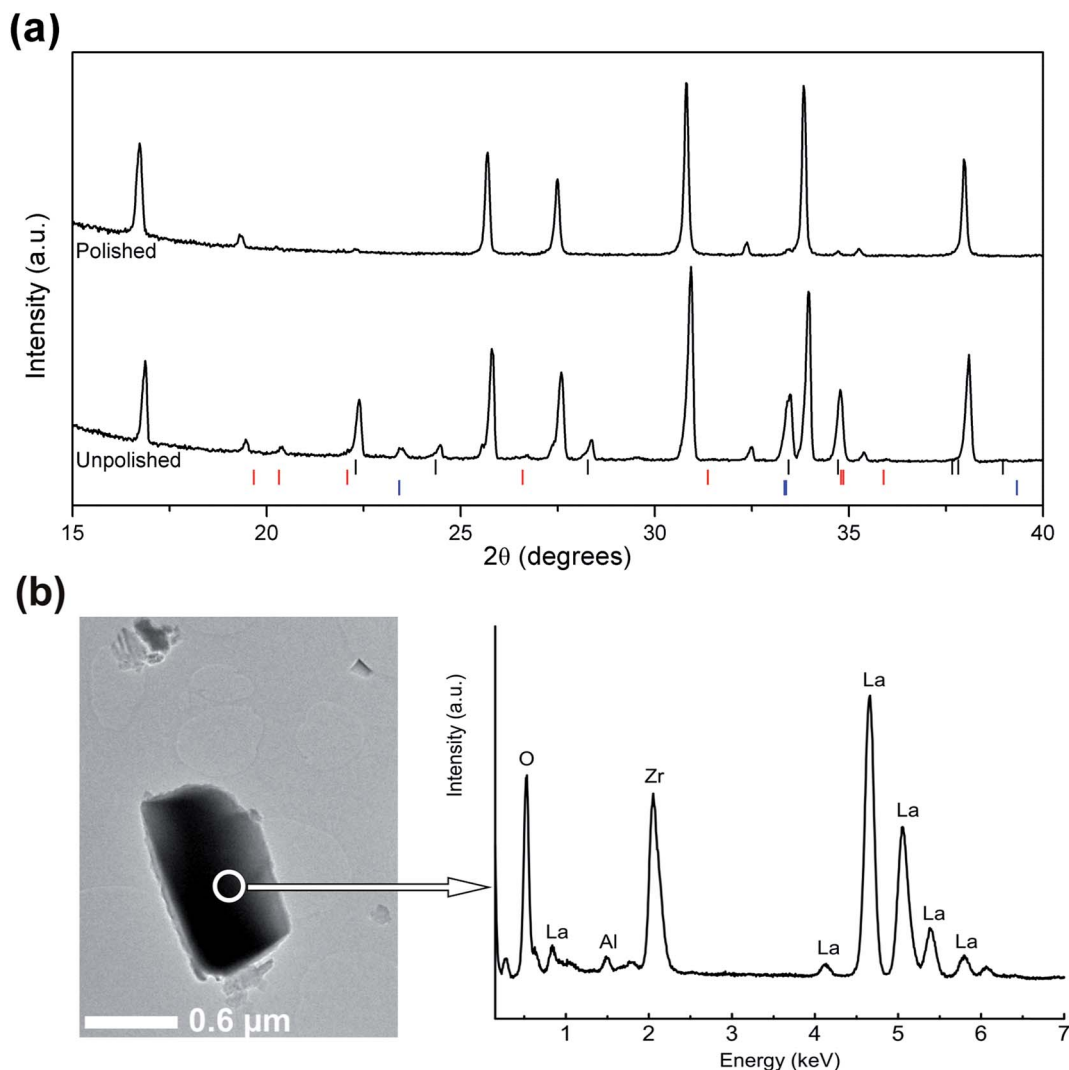 (a)
Intensity (a.u.)
Polished
Unpolished
15 20 25 30 35 40
2θ (degrees)
(b)
0.6 µm
Intensity (a.u.)
O
La
Al
Zr
La
La
La
La
La
1 2 3 4 5 6 7
Energy (keV)